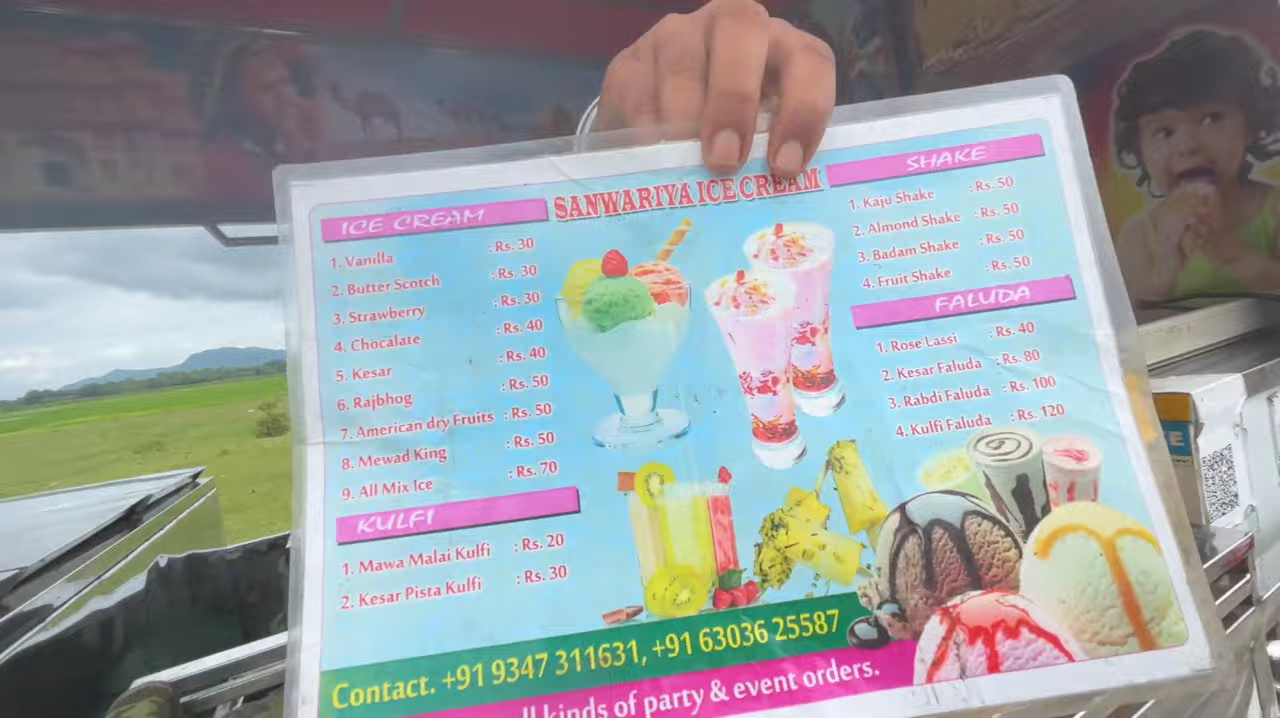 SANWARIYA ICE CREAM
ICE CREAM
1. Vanilla : Rs. 30
2. Butter Scotch : Rs. 30
3. Strawberry : Rs. 30
4. Chocalate : Rs. 40
5. Kesar : Rs. 40
6. Rajbhog : Rs. 50
7. American dry Fruits : Rs. 50
8. Mewad King : Rs. 50
9. All Mix Ice : Rs. 70
KULFI
1. Mawa Malai Kulfi : Rs. 20
2. Kesar Pista Kulfi : Rs. 30
SHAKE
1. Kaju Shake : Rs. 50
2. Almond Shake : Rs. 50
3. Badam Shake : Rs. 50
4. Fruit Shake : Rs. 50
FALUDA
1. Rose Lassi : Rs. 40
2. Kesar Faluda : Rs. 80
3. Rabdi Faluda : Rs. 100
4. Kulfi Faluda : Rs. 120
Contact. +91 9347 311631, +91 63036 25587
kinds of party & event orders.